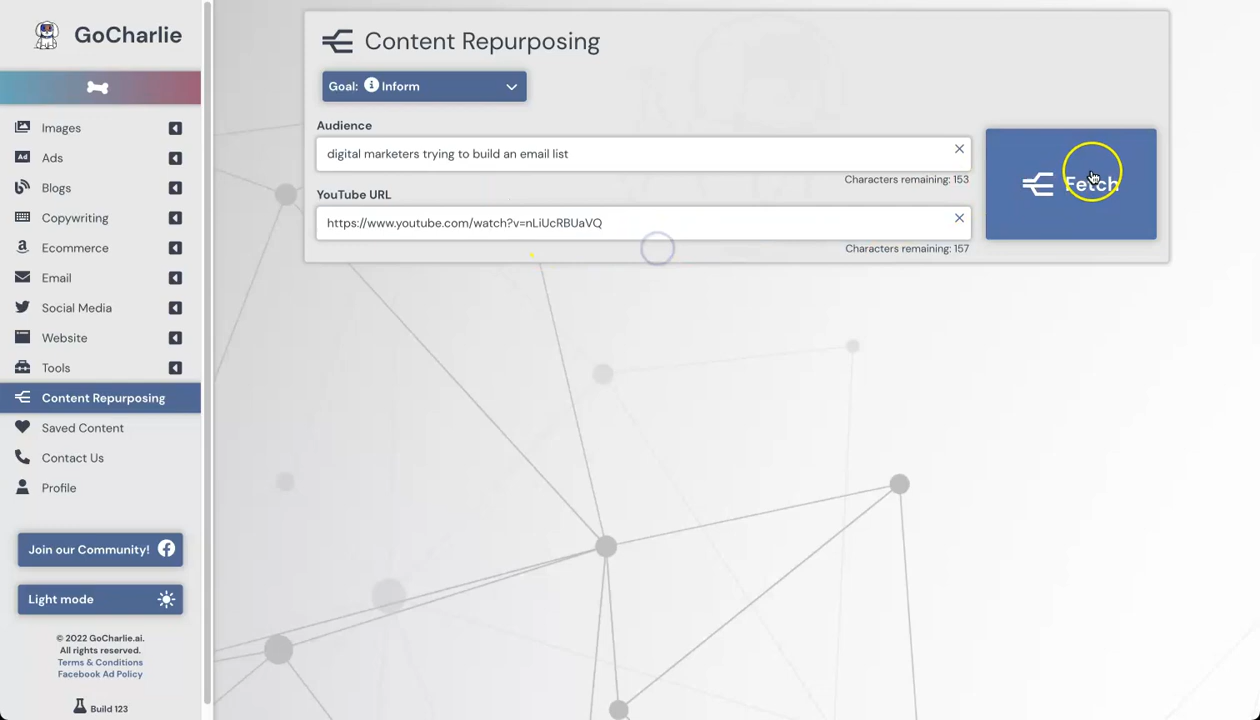 GoCharlie
Images
Ads
Blogs
Copywriting
Ecommerce
Email
Social Media
Website
Tools
Content Repurposing
Saved Content
Contact Us
Profile
Join our Community!
Light mode
© 2022 GoCharlie.ai.
All rights reserved.
Terms & Conditions
Facebook Ad Policy
Build 123
Content Repurposing
Goal: Inform
Audience
digital marketers trying to build an email list
Characters remaining: 153
YouTube URL
https://www.youtube.com/watch?v=nLiUcRBUaVQ
Characters remaining: 157
Fetch